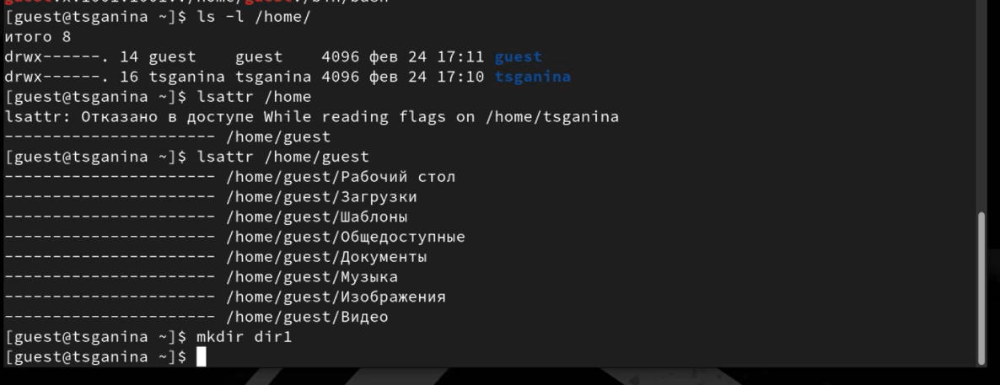 [guest@tsganina ~]$ ls -l /home/
итого 8
drwx------. 14 guest    guest    4096 фев 24 17:11 guest
drwx------. 16 tsganina tsganina 4096 фев 24 17:10 tsganina
[guest@tsganina ~]$ lsattr /home
lsattr: Отказано в доступе While reading flags on /home/tsganina
---------------------- /home/guest
[guest@tsganina ~]$ lsattr /home/guest
---------------------- /home/guest/Рабочий стол
---------------------- /home/guest/Загрузки
---------------------- /home/guest/Шаблоны
---------------------- /home/guest/Общедоступные
---------------------- /home/guest/Документы
---------------------- /home/guest/Музыка
---------------------- /home/guest/Изображения
---------------------- /home/guest/Видео
[guest@tsganina ~]$ mkdir dir1
[guest@tsganina ~]$